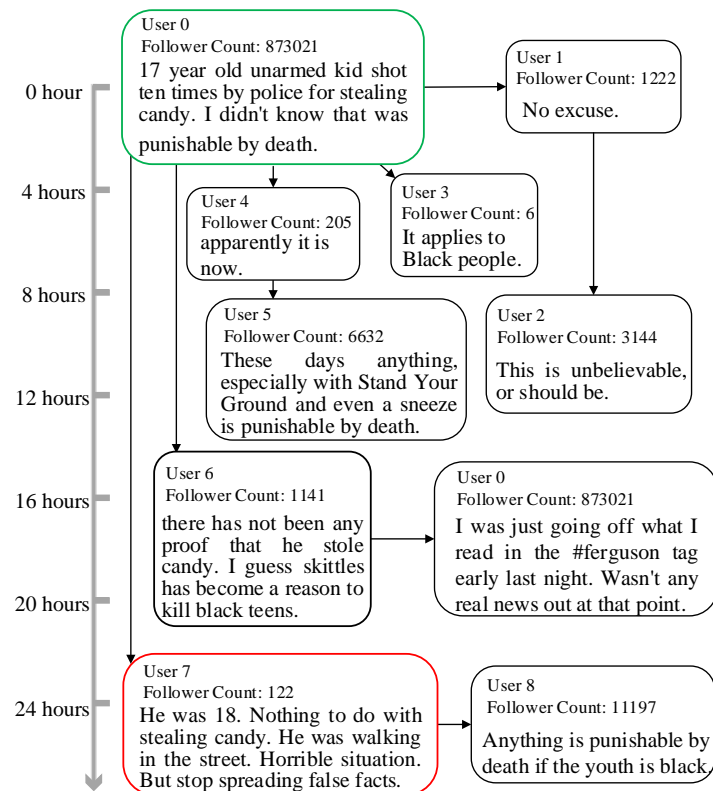 User 0
Follower Count: 873021
17 year old unarmed kid shot
ten times by police for stealing
candy. I didn't know that was
punishable by death.
User 1
Follower Count: 1222
No excuse.
0 hour
4 hours
8 hours
12 hours
16 hours
20 hours
24 hours
User 4
Follower Count: 205
apparently it is
now.
User 3
Follower Count: 6
It applies to
Black people.
User 5
Follower Count: 6632
These days anything,
especially with Stand Your
Ground and even a sneeze
is punishable by death.
User 2
Follower Count: 3144
This is unbelievable,
or should be.
User 6
Follower Count: 1141
there has not been any
proof that he stole
candy. I guess skittles
has become a reason to
kill black teens.
User 0
Follower Count: 873021
I was just going off what I
read in the #ferguson tag
early last night. Wasn't any
real news out at that point.
User 7
Follower Count: 122
He was 18. Nothing to do with
stealing candy. He was walking
in the street. Horrible situation.
But stop spreading false facts.
User 8
Follower Count: 11197
Anything is punishable by
death if the youth is black.